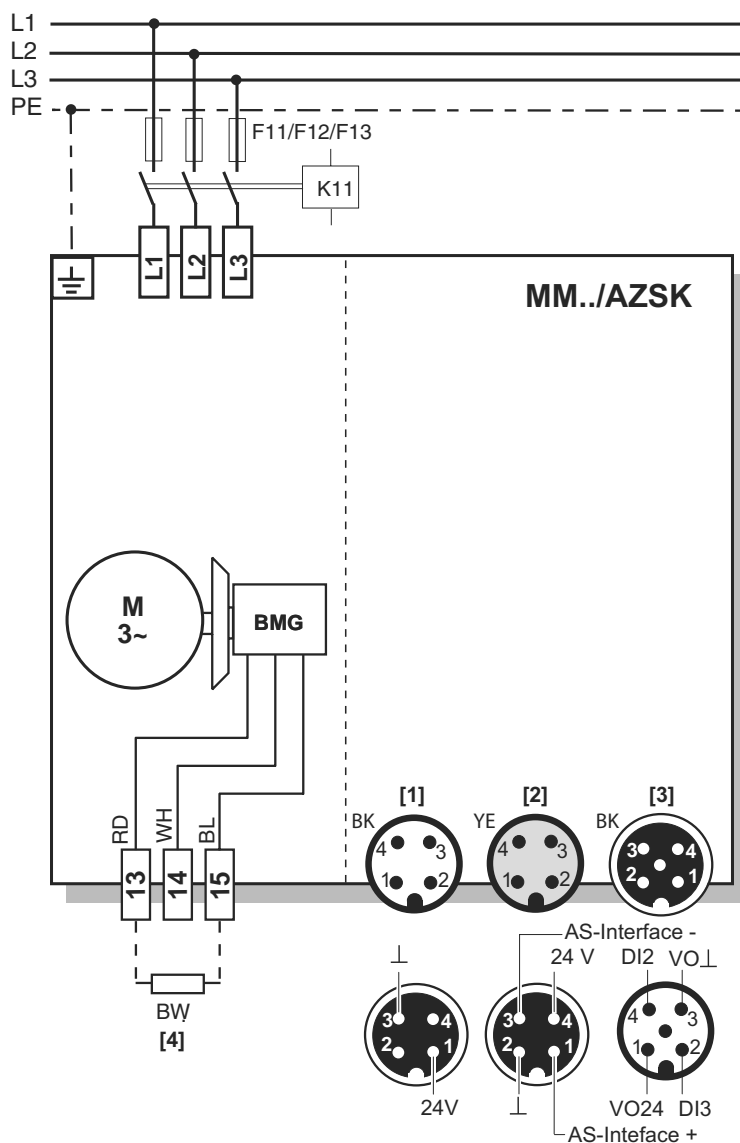 L1
L2
L3
PE
F11/F12/F13
K11
L1 L2 L3
MM../AZSK
M
3~
BMG
RD WH BL
[1] [2] [3]
BK YE BK
4 3 4 3 3 4
1 2 1 2 2 1
13 14 15
AS-Interface -
24 V DI2 VO⊥
⊥
BW
[4]
3 4 3 4 4 3
2 1 2 1 1 2
24V ⊥ VO24 DI3
AS-Inteface +